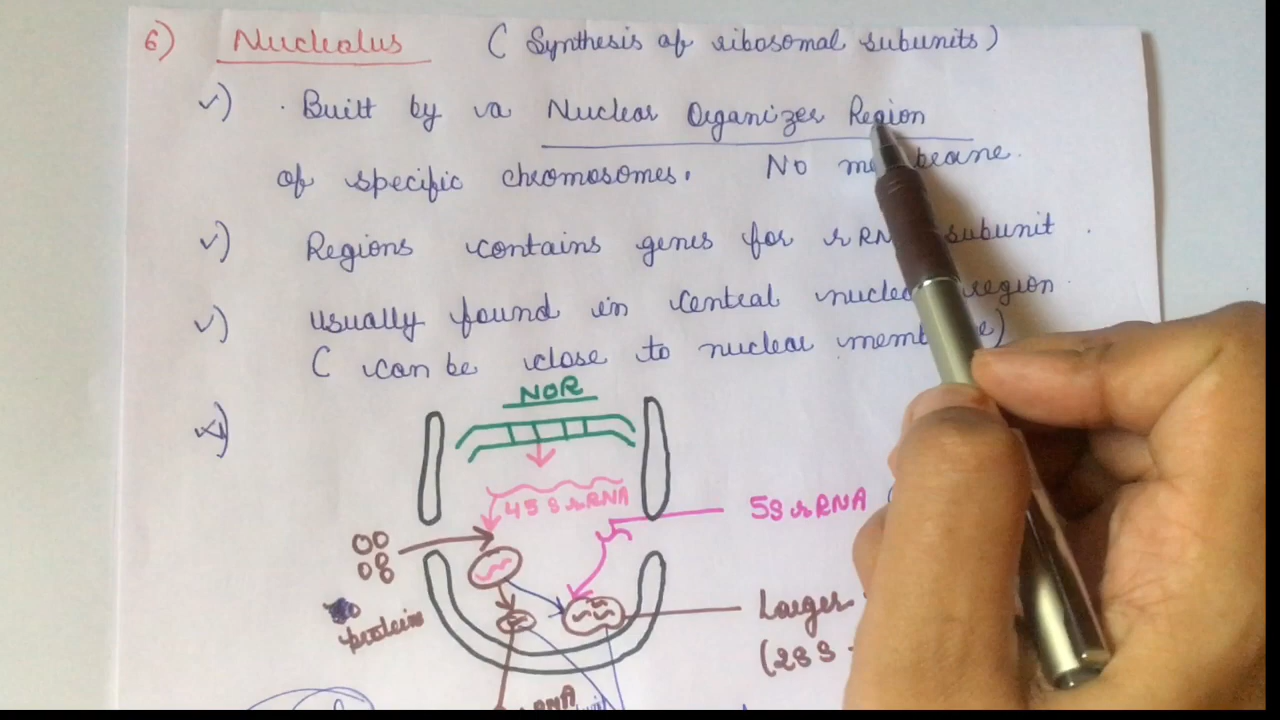 6) Nucleolus ( Synthesis of ribosomal subunits )
✓) . Built by a Nuclear Organizer Region
of specific chromosomes. No membrane.
✓) Regions contains genes for rRNA subunit .
✓) Usually found in central nuclear region
( can be close to nuclear membrane)
NOR
45 S rRNA
5S rRNA
protein
Larger
(28S
rRNA